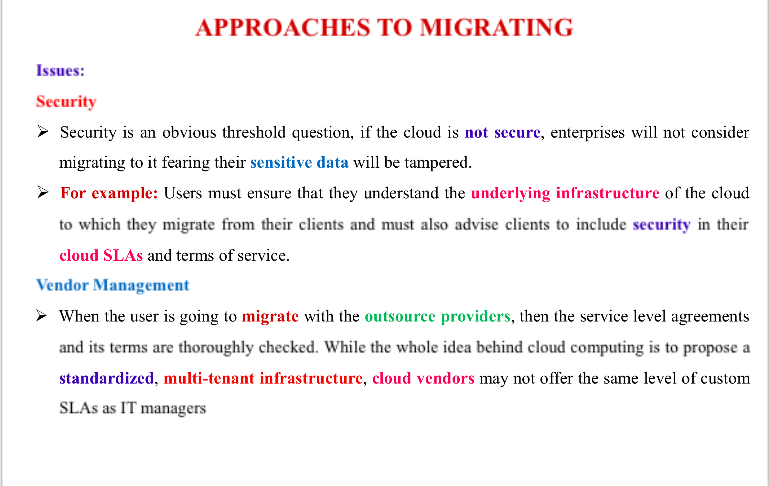 APPROACHES TO MIGRATING
Issues:
Security
➢ Security is an obvious threshold question, if the cloud is not secure, enterprises will not consider
migrating to it fearing their sensitive data will be tampered.
➢ For example: Users must ensure that they understand the underlying infrastructure of the cloud
to which they migrate from their clients and must also advise clients to include security in their
cloud SLAs and terms of service.
Vendor Management
➢ When the user is going to migrate with the outsource providers, then the service level agreements
and its terms are thoroughly checked. While the whole idea behind cloud computing is to propose a
standardized, multi-tenant infrastructure, cloud vendors may not offer the same level of custom
SLAs as IT managers